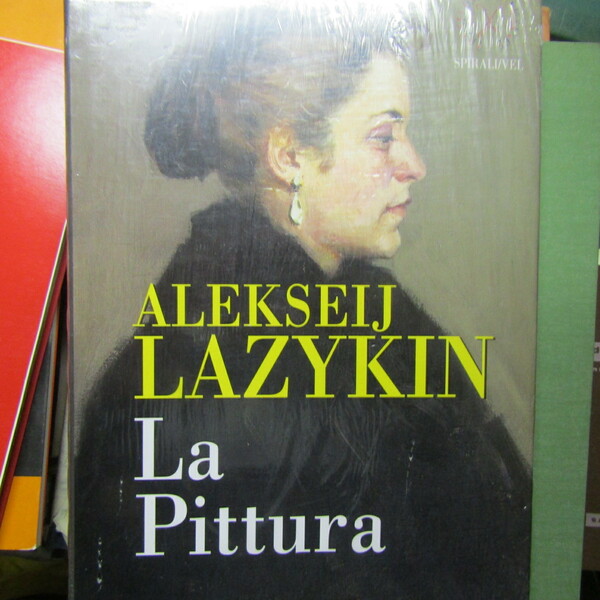 SPIRALI/VEL
ALEKSEIJ
LAZYKIN
La
Pittura